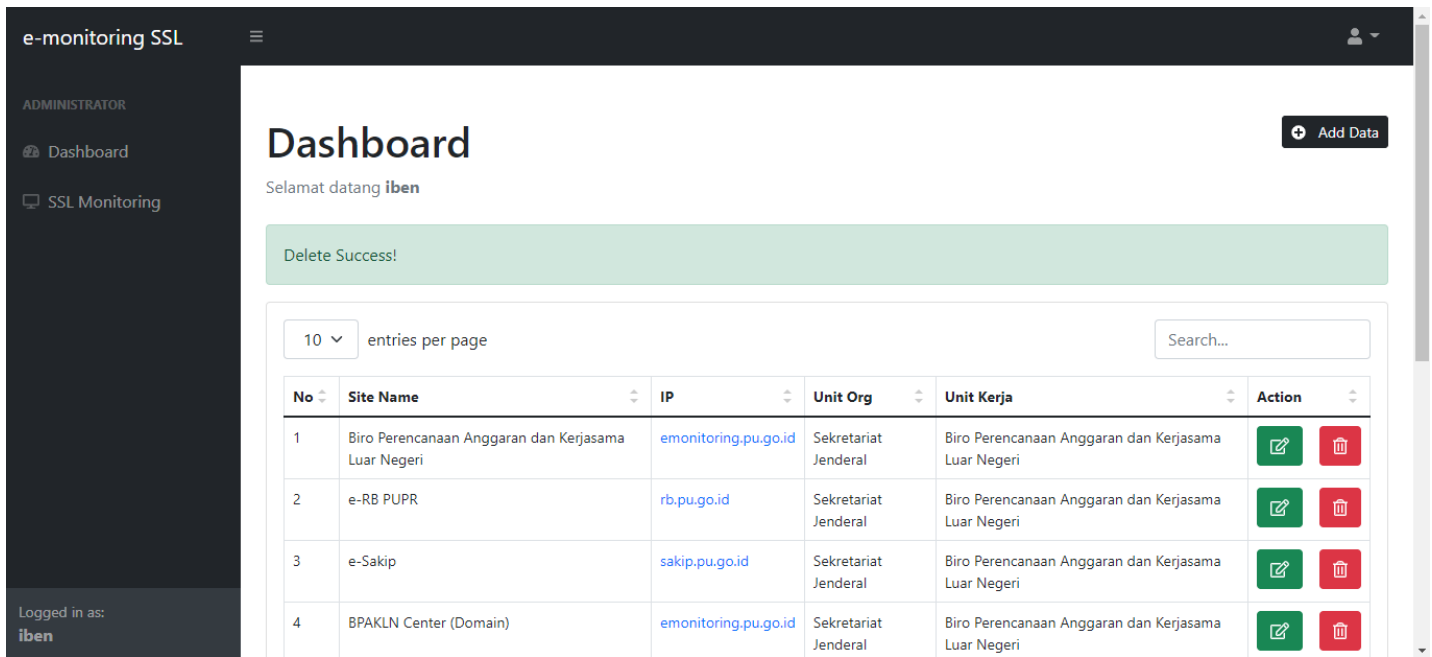 e-monitoring SSL
ADMINISTRATOR
Dashboard
SSL Monitoring
Logged in as:
iben
Dashboard
Add Data
Selamat datang iben
Delete Success!
10 entries per page
Search...
No Site Name IP Unit Org Unit Kerja Action
1 Biro Perencanaan Anggaran dan Kerjasama emonitoring.pu.go.id Sekretariat Biro Perencanaan Anggaran dan Kerjasama
Luar Negeri Jenderal Luar Negeri
2 e-RB PUPR rb.pu.go.id Sekretariat Biro Perencanaan Anggaran dan Kerjasama
Jenderal Luar Negeri
3 e-Sakip sakip.pu.go.id Sekretariat Biro Perencanaan Anggaran dan Kerjasama
Jenderal Luar Negeri
4 BPAKLN Center (Domain) emonitoring.pu.go.id Sekretariat Biro Perencanaan Anggaran dan Kerjasama
Jenderal Luar Negeri